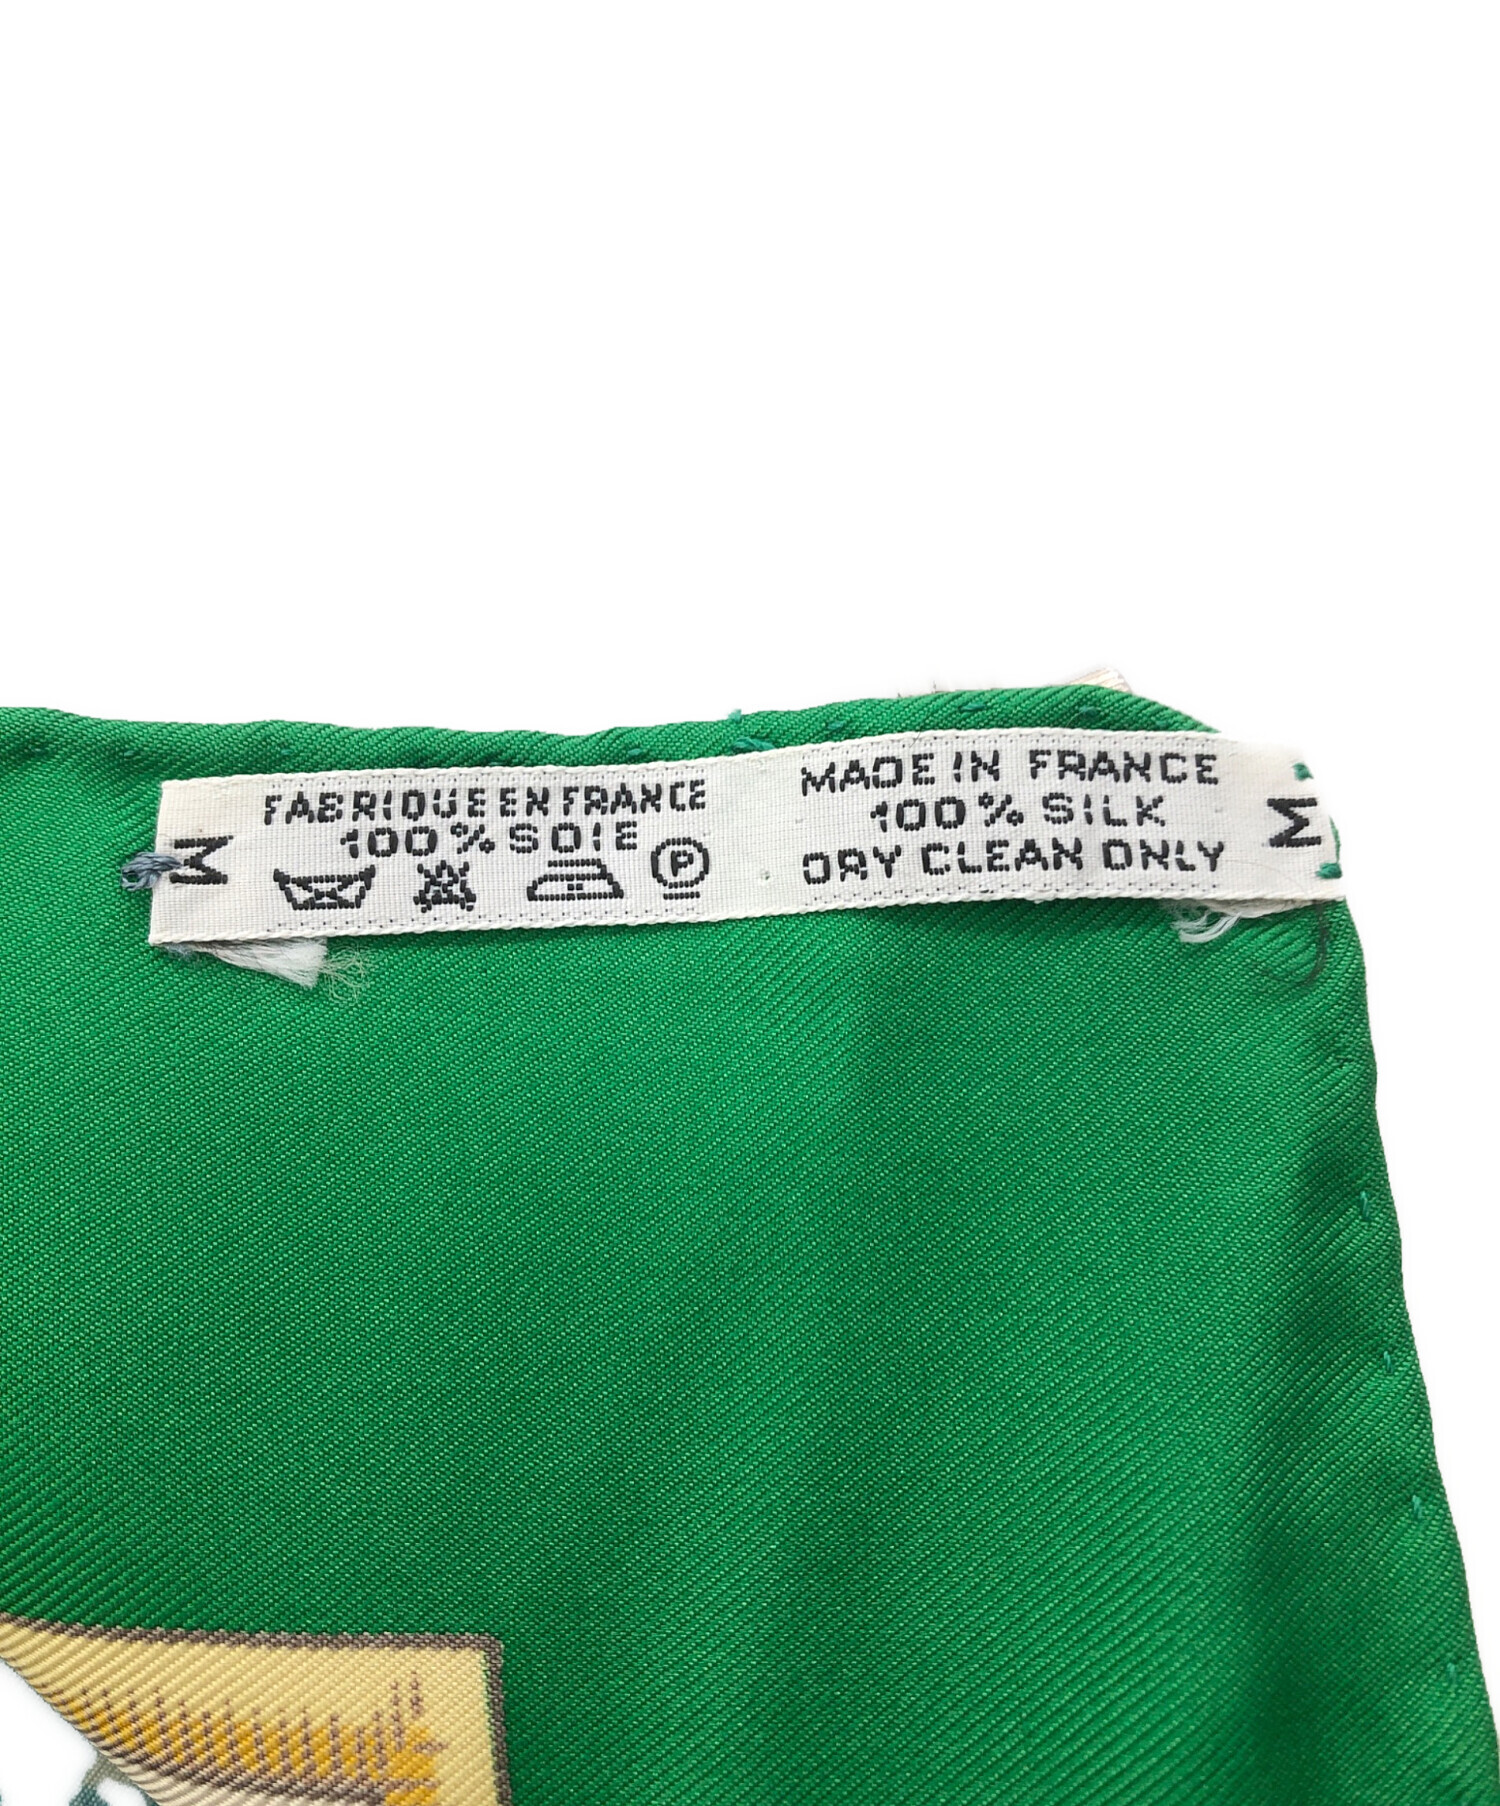 M
FABRIQUE EN FRANCE
100% SOIE
P
MADE IN FRANCE
100% SILK
DRY CLEAN ONLY
M